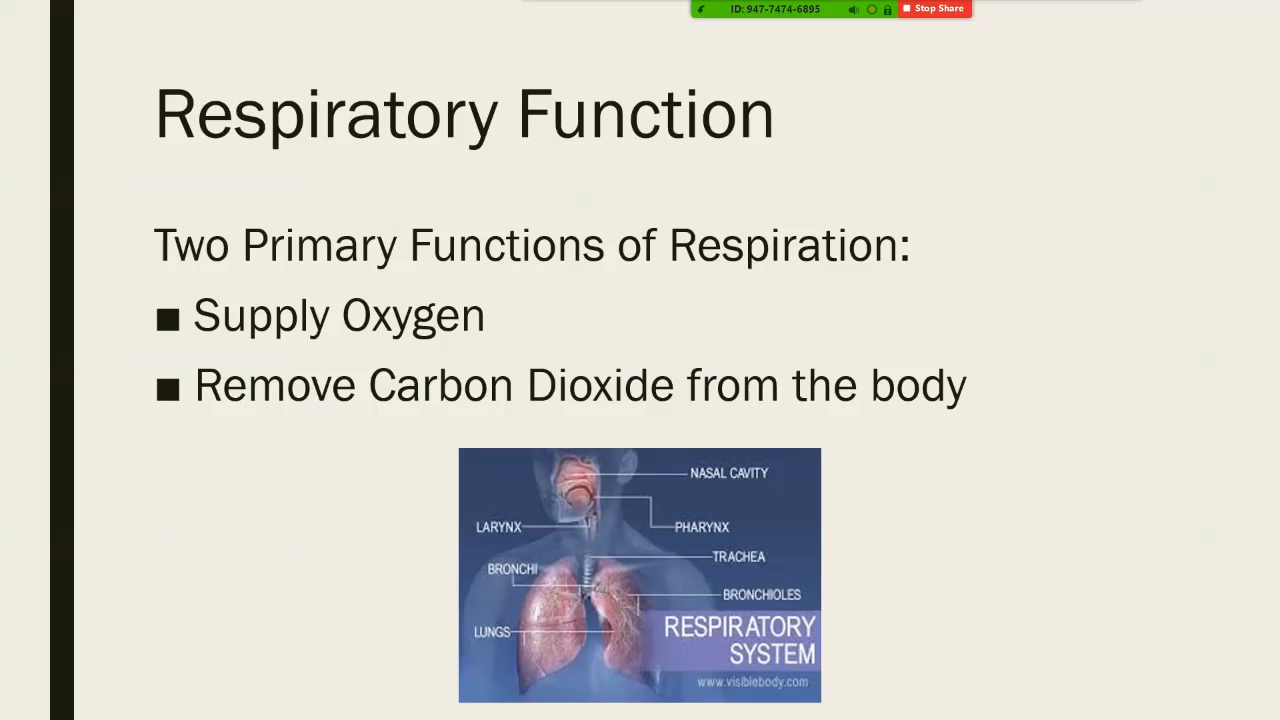 ID: 947-7474-6895 Stop Share
Respiratory Function
Two Primary Functions of Respiration:
■ Supply Oxygen
■ Remove Carbon Dioxide from the body
NASAL CAVITY
LARYNX
PHARYNX
TRACHEA
BRONCHI
BRONCHIOLES
LUNGS
RESPIRATORY
SYSTEM
www.visiblebody.com